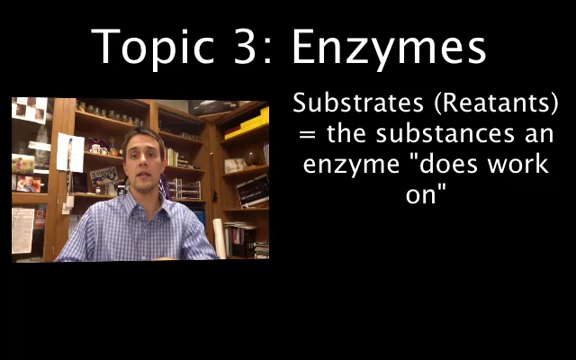 Topic 3: Enzymes
Substrates (Reatants)
= the substances an
enzyme "does work
on"